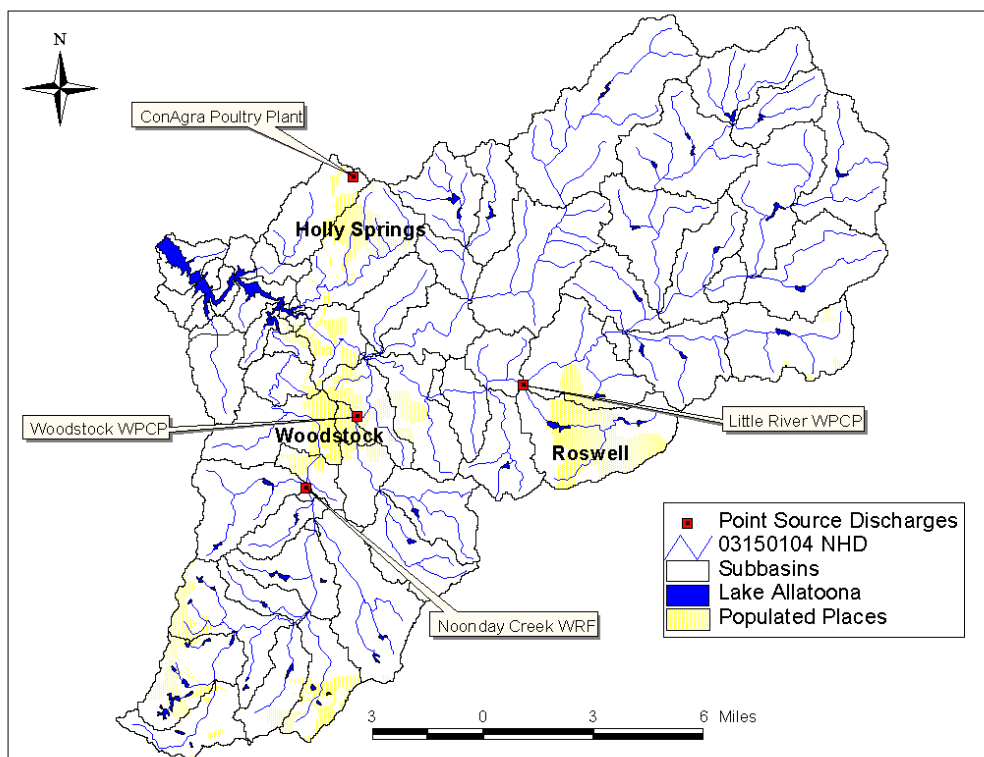 N
ConAgra Poultry Plant
Holly Springs
Woodstock WPCP
Little River WPCP
Woodstock
Roswell
Noonday Creek WRF
Point Source Discharges
03150104 NHD
Subbasins
Lake Allatoona
Populated Places
3 0 3 6 Miles